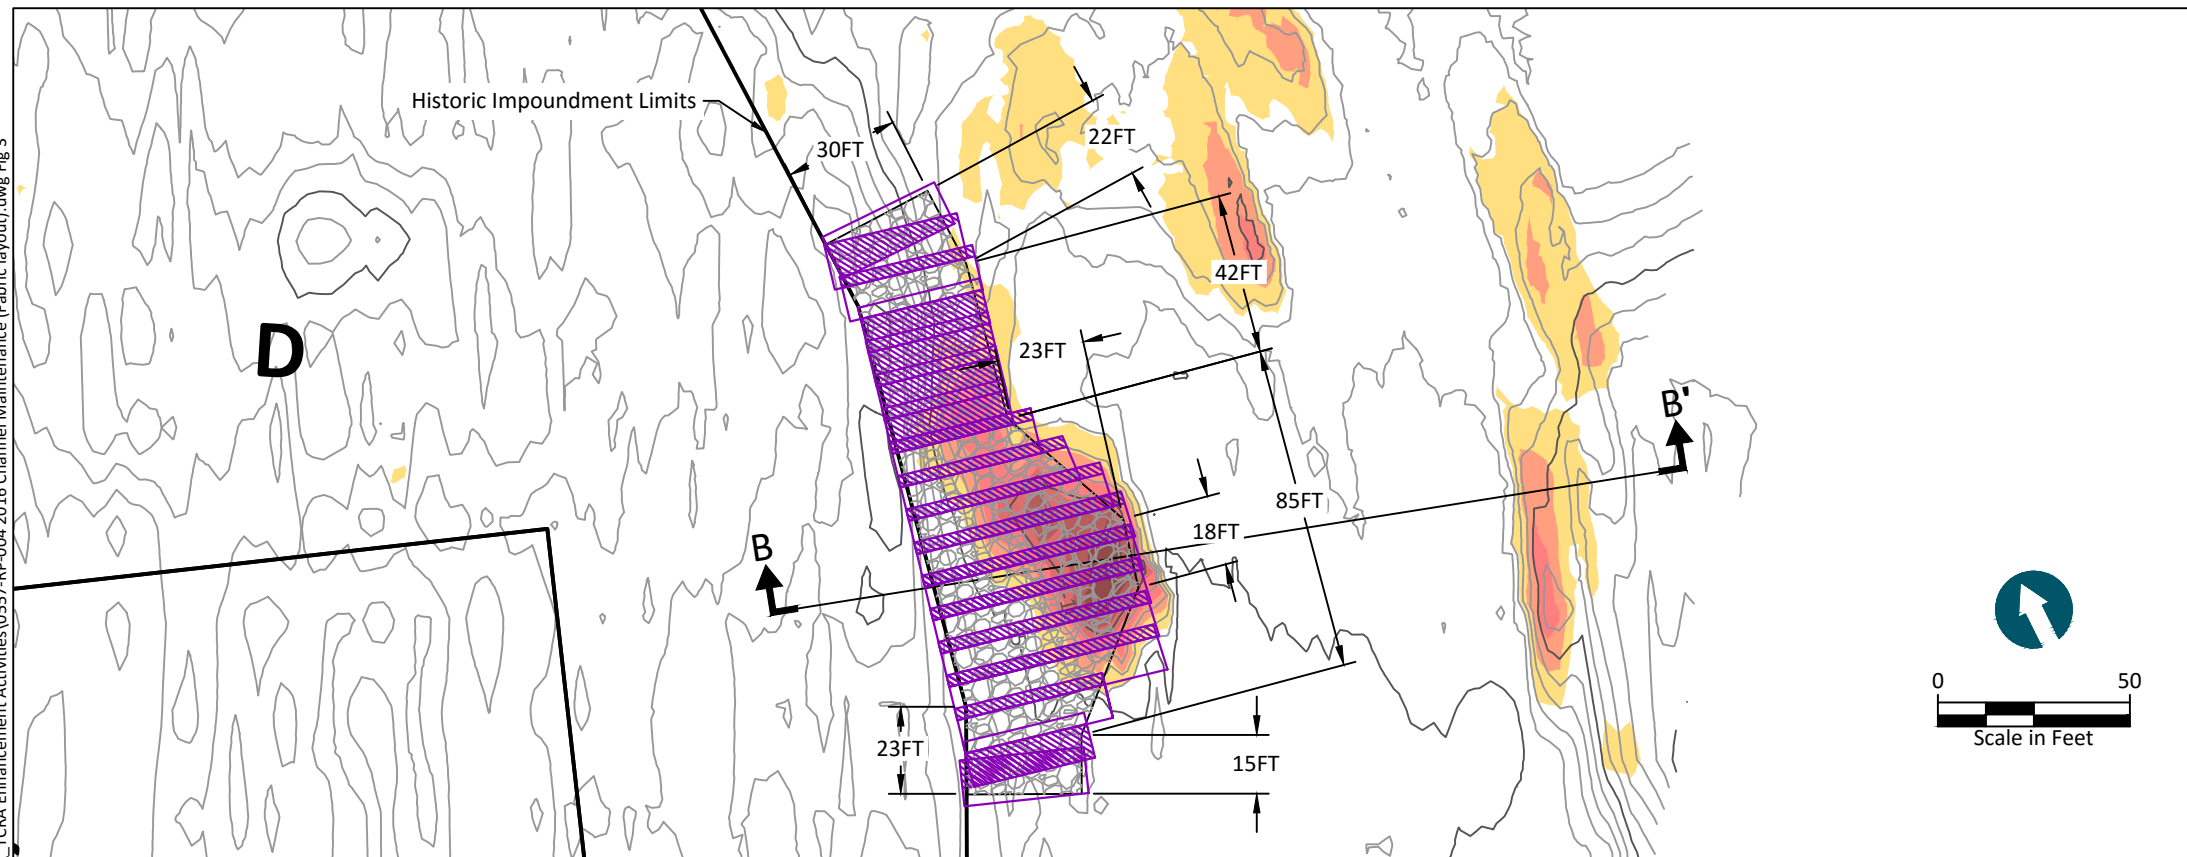 Historic Impoundment Limits
30FT
22FT
42FT
23FT
D
B'
85FT
18FT
B
23FT
15FT
0 50
Scale in Feet